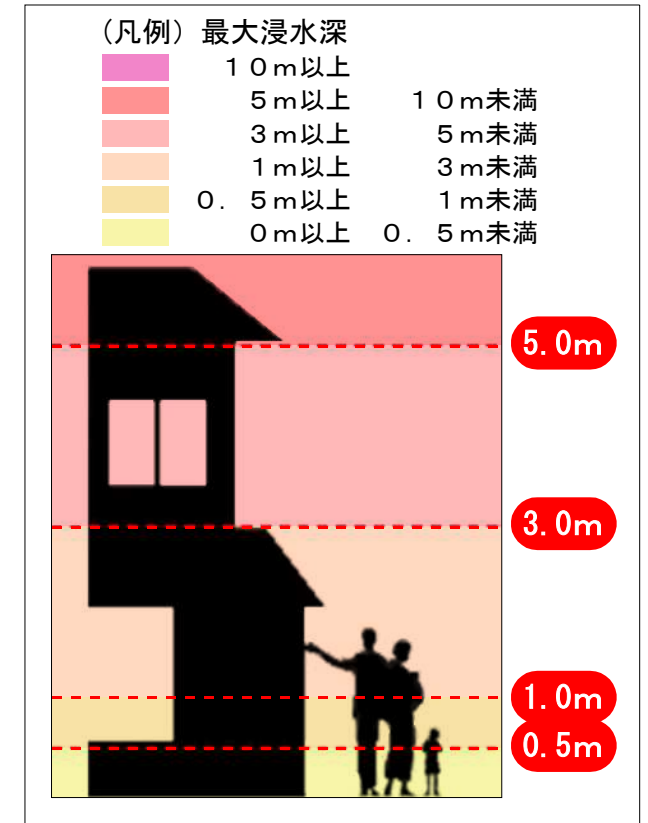 (凡例) 最大浸水深
10m以上
5m以上 10m未満
3m以上 5m未満
1m以上 3m未満
0.5m以上 1m未満
0m以上 0.5m未満
5.0m
3.0m
1.0m
0.5m